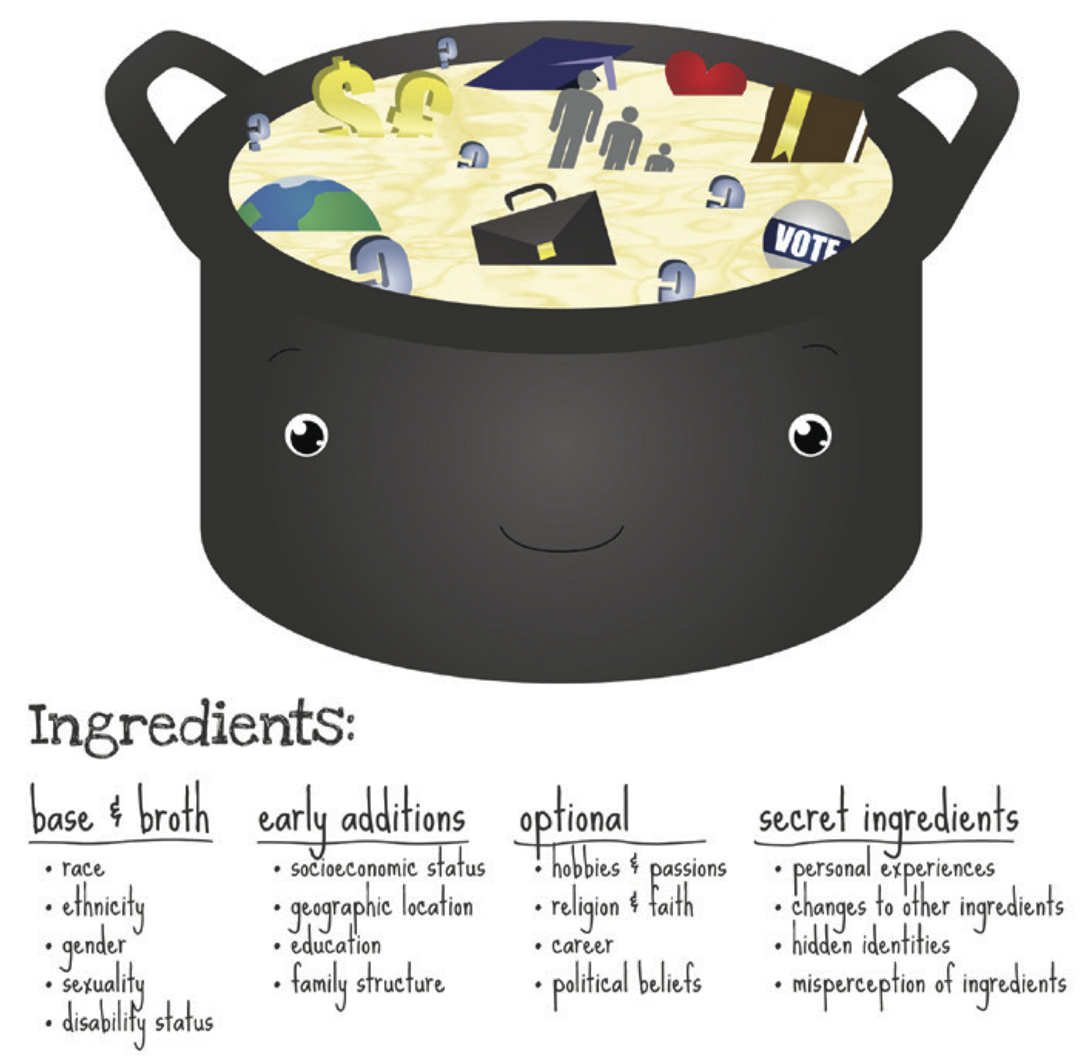 $ £
?
?
?
?
?
?
VOTE
Ingredients:
base & broth
• race
• ethnicity
• gender
• sexuality
• disability status
early additions
• socioeconomic status
• geographic location
• education
• family structure
optional
• hobbies & passions
• religion & faith
• career
• political beliefs
secret ingredients
• personal experiences
• changes to other ingredients
• hidden identities
• misperception of ingredients